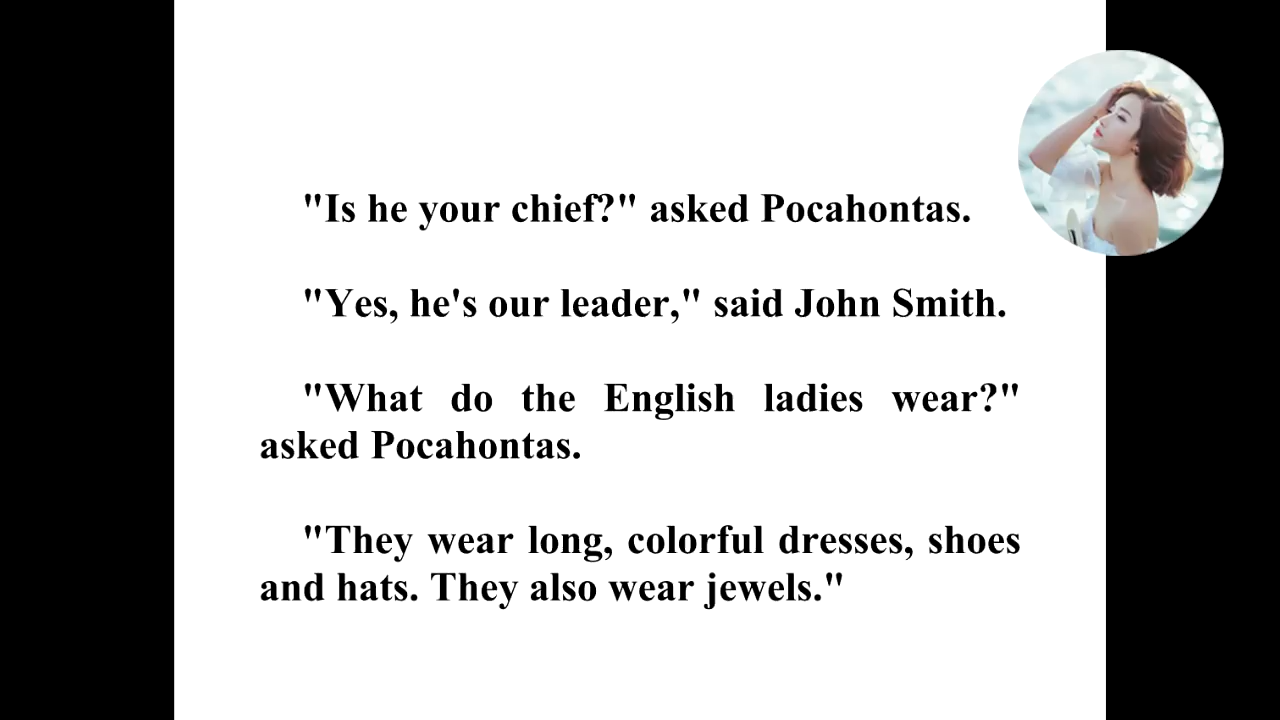 "Is he your chief?" asked Pocahontas.
"Yes, he's our leader," said John Smith.
"What do the English ladies wear?"
asked Pocahontas.
"They wear long, colorful dresses, shoes
and hats. They also wear jewels."